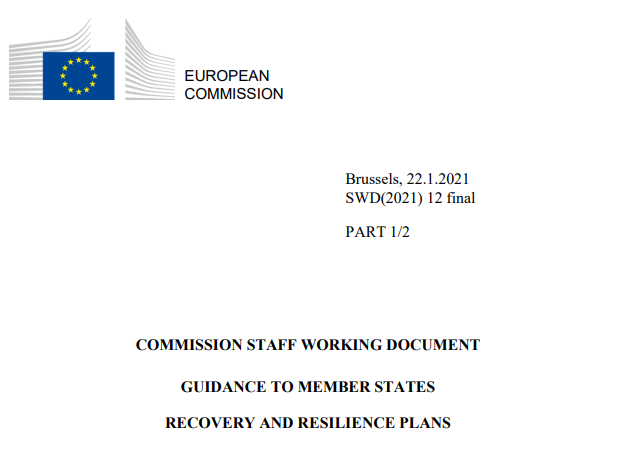 EUROPEAN
COMMISSION
Brussels, 22.1.2021
SWD(2021) 12 final
PART 1/2
COMMISSION STAFF WORKING DOCUMENT
GUIDANCE TO MEMBER STATES
RECOVERY AND RESILIENCE PLANS